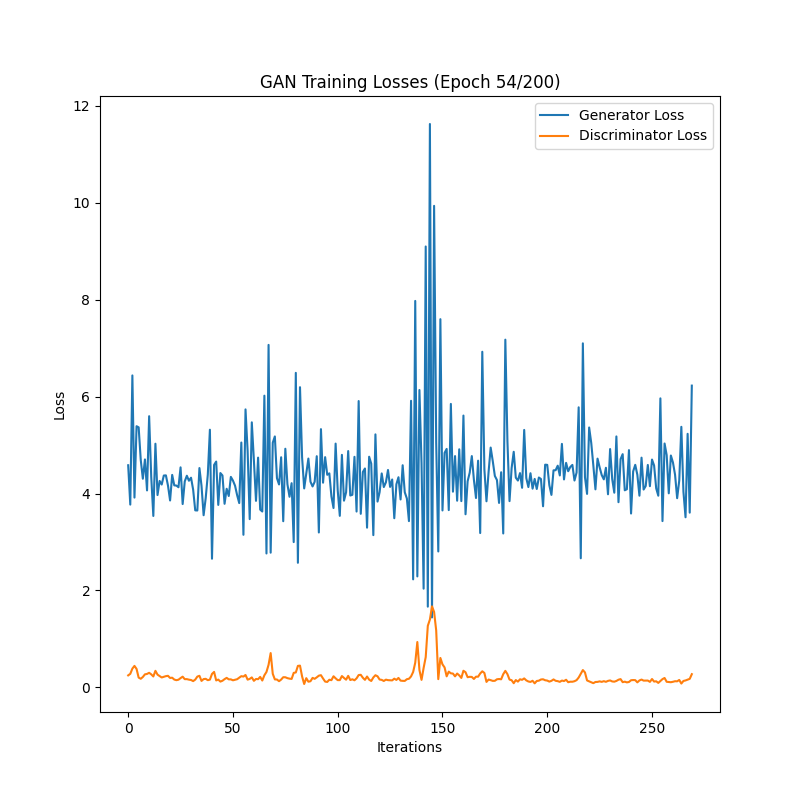 GAN Training Losses (Epoch 54/200)
Generator Loss
Discriminator Loss
12
10
8
6
4
2
0
Loss
0 50 100 150 200 250
Iterations